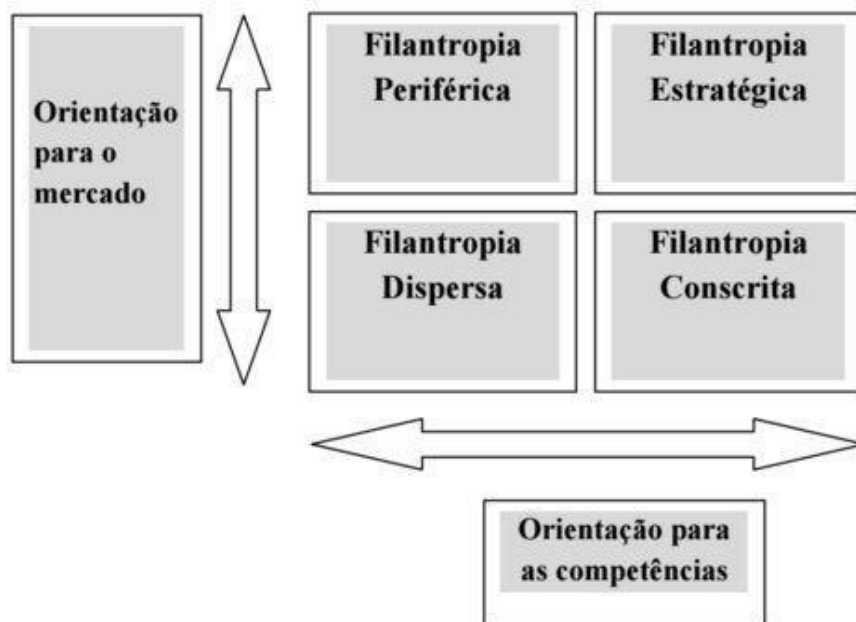 Orientação
para o
mercado
Filantropia
Periférica
Filantropia
Estratégica
Filantropia
Dispersa
Filantropia
Conscrita
Orientação para
as competências